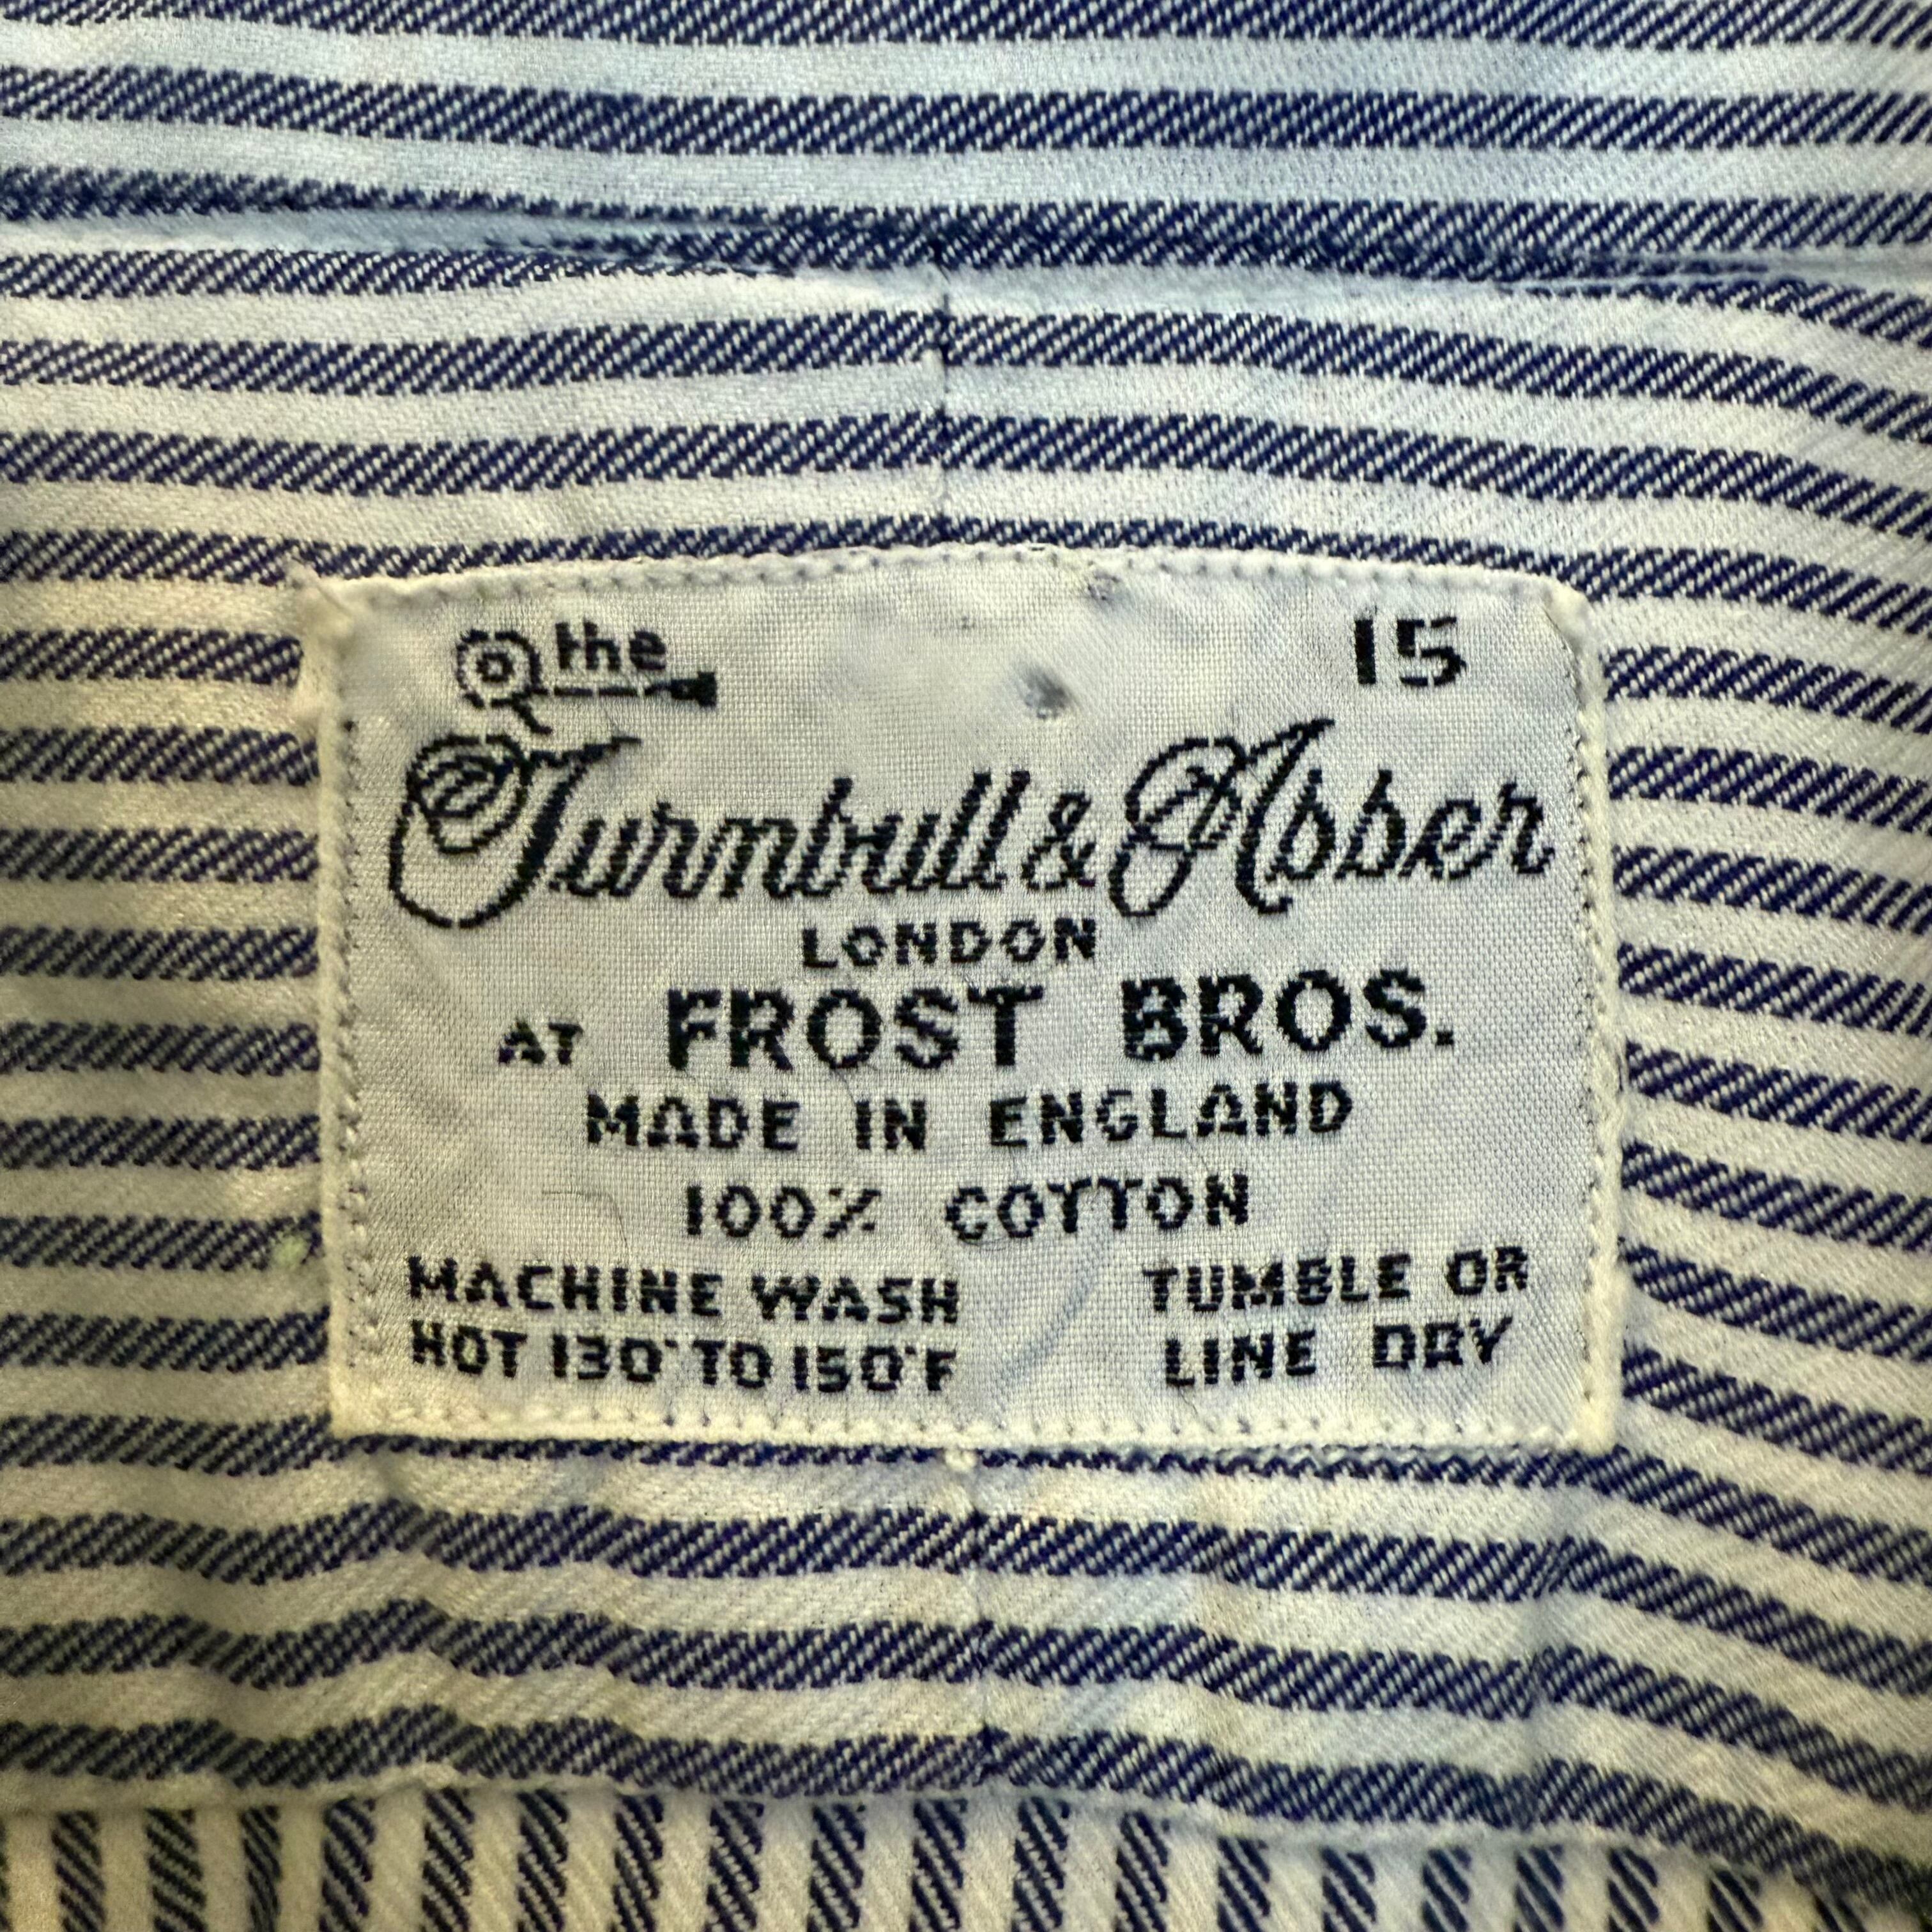 the 15
Turnbull & Asser
LONDON
AT FROST BROS.
MADE IN ENGLAND
100% COTTON
MACHINE WASH TUMBLE OR
HOT 130° TO 150°F LINE DRY